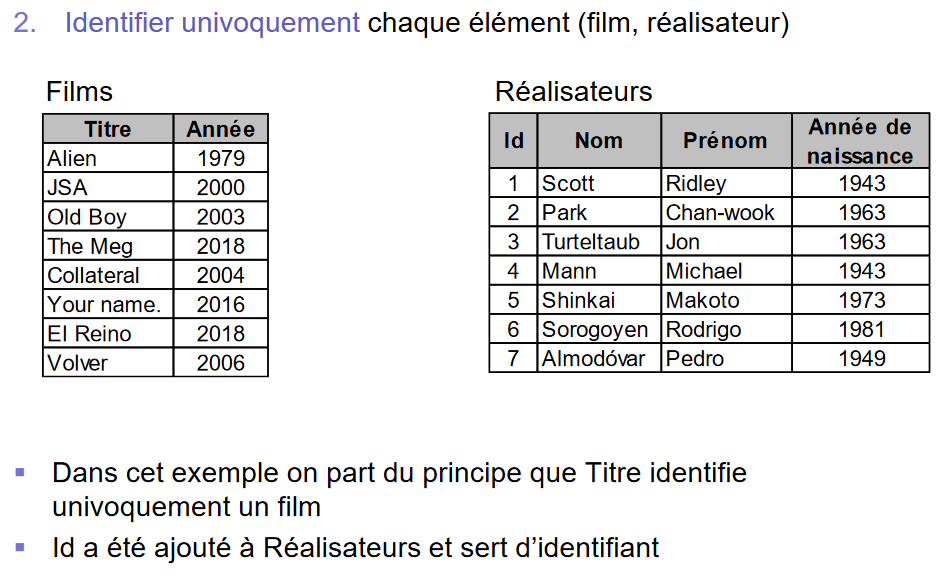 2. Identifier univoquement chaque élément (film, réalisateur)
Films
Titre Année
Alien 1979
JSA 2000
Old Boy 2003
The Meg 2018
Collateral 2004
Your name. 2016
El Reino 2018
Volver 2006
Réalisateurs
Id Nom Prénom Année de naissance
1 Scott Ridley 1943
2 Park Chan-wook 1963
3 Turteltaub Jon 1963
4 Mann Michael 1943
5 Shinkai Makoto 1973
6 Sorogoyen Rodrigo 1981
7 Almodóvar Pedro 1949
Dans cet exemple on part du principe que Titre identifie
univoquement un film
Id a été ajouté à Réalisateurs et sert d’identifiant